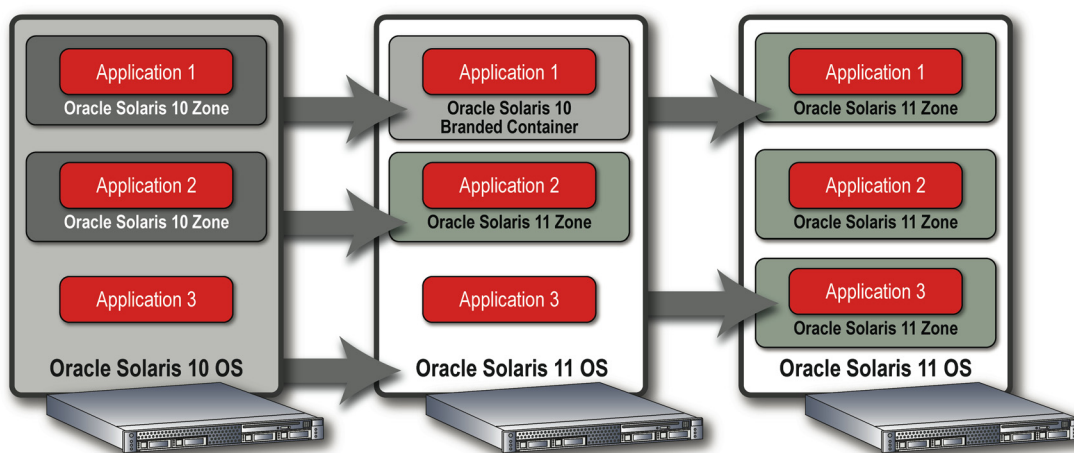 Application 1
Oracle Solaris 10 Zone
Application 2
Oracle Solaris 10 Zone
Application 3
Oracle Solaris 10 OS
Application 1
Oracle Solaris 10
Branded Container
Application 2
Oracle Solaris 11 Zone
Application 3
Oracle Solaris 11 OS
Application 1
Oracle Solaris 11 Zone
Application 2
Oracle Solaris 11 Zone
Application 3
Oracle Solaris 11 Zone
Oracle Solaris 11 OS